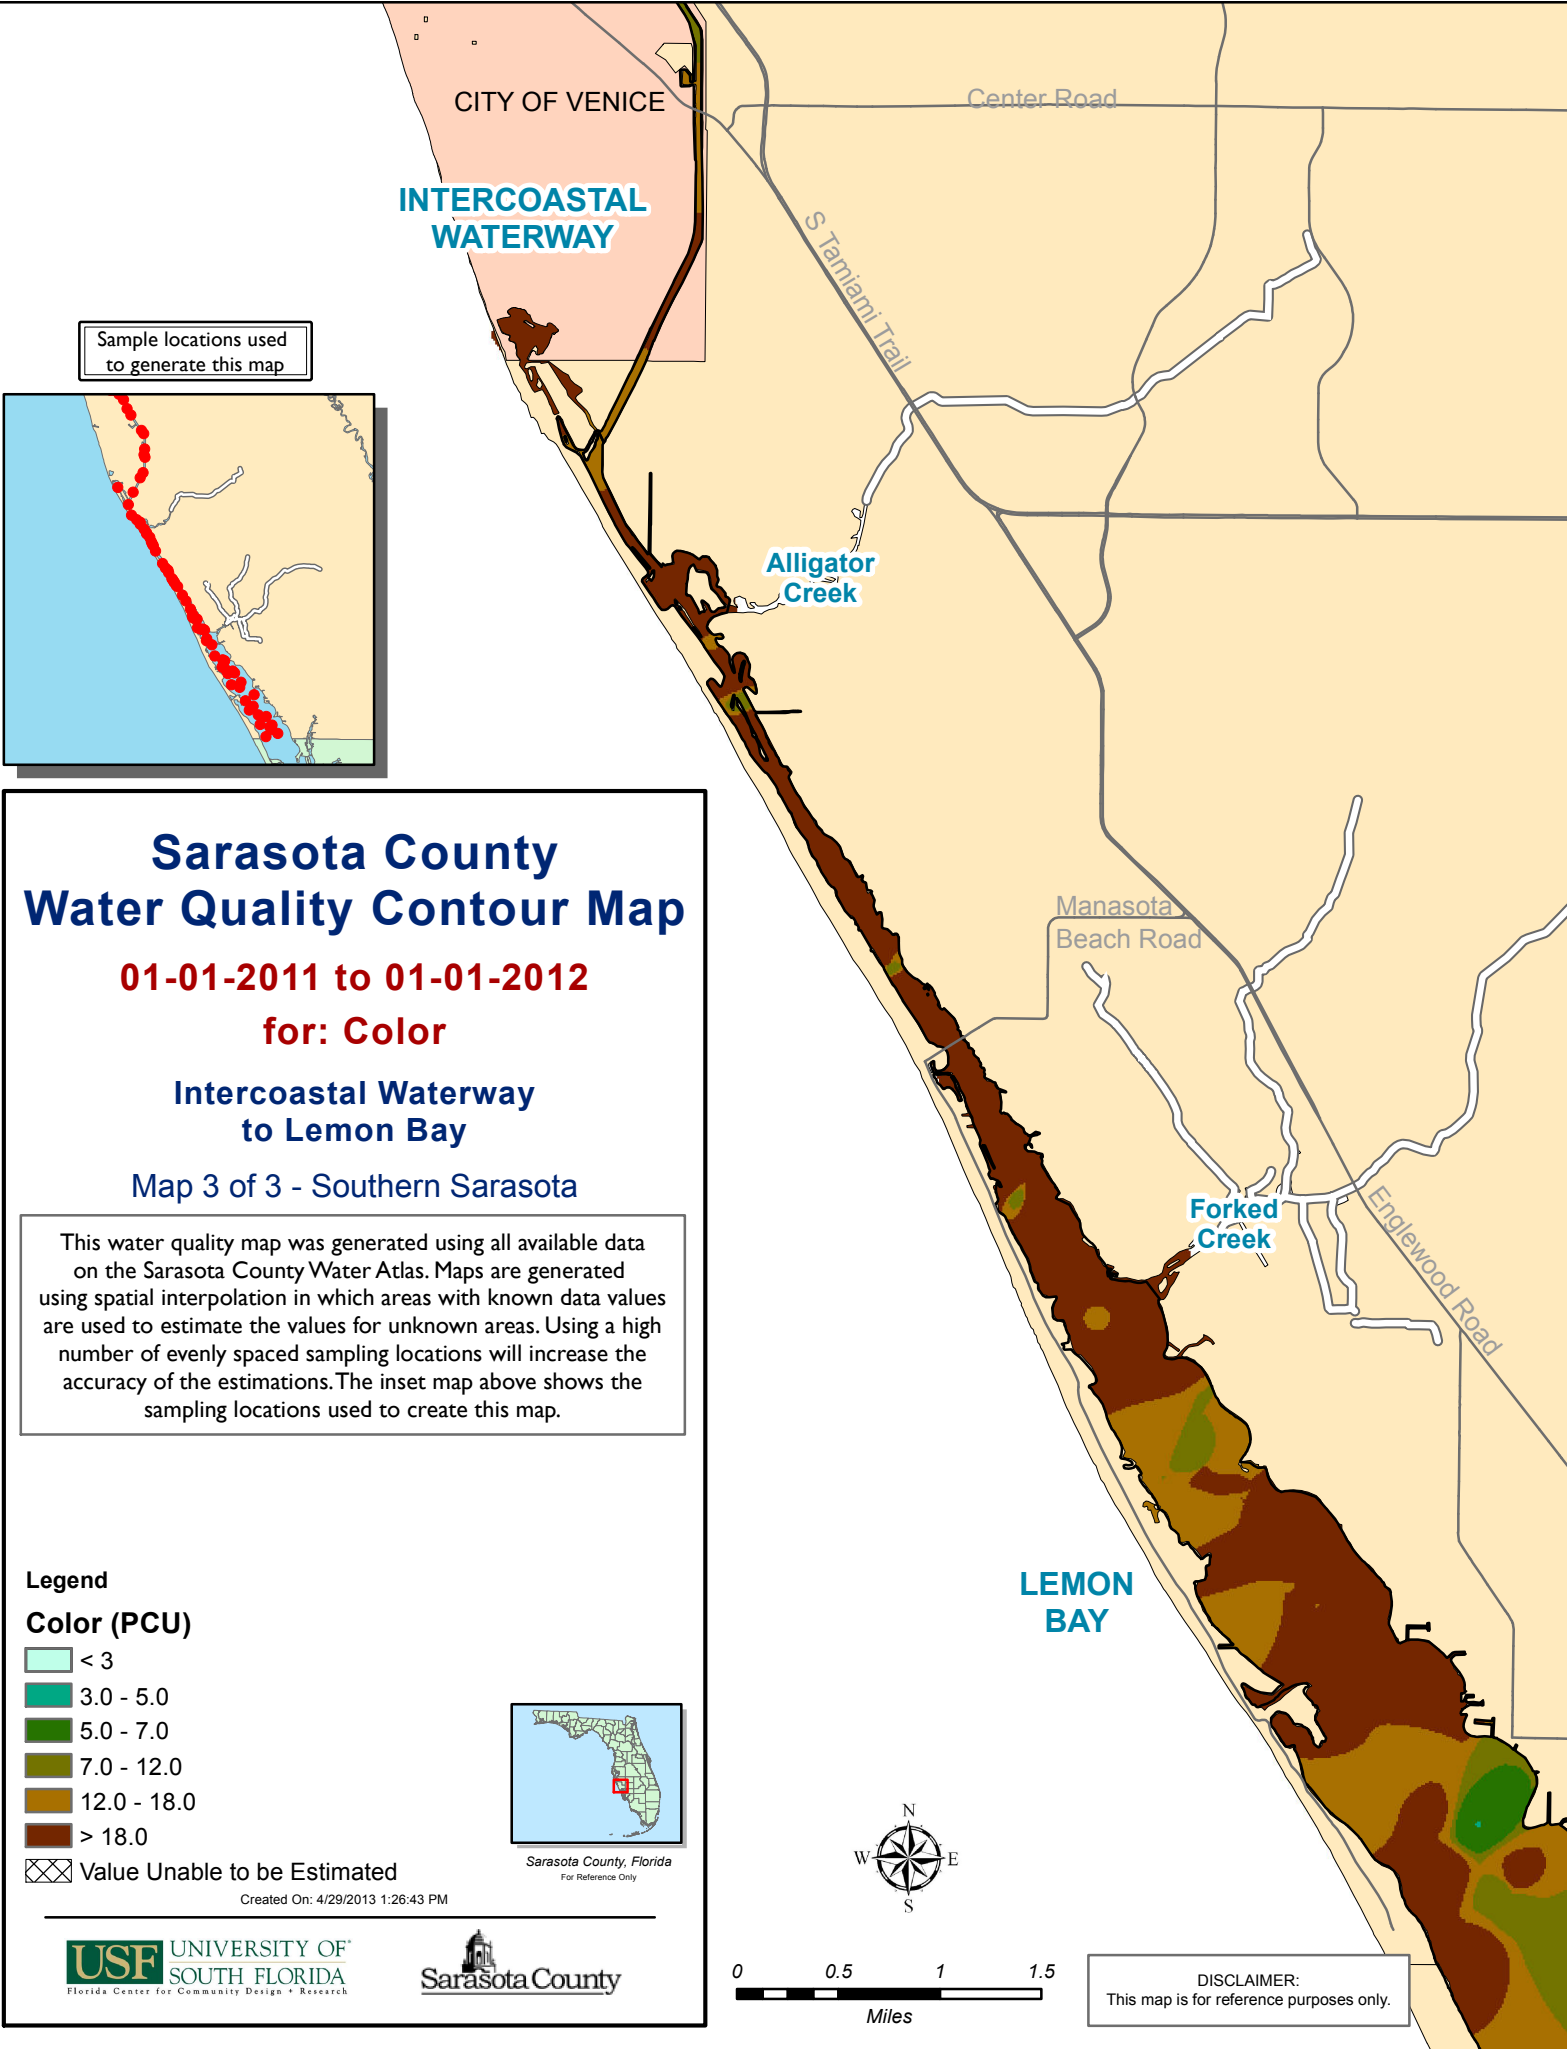 CITY OF VENICE
Center Road
INTERCOASTAL
WATERWAY
S Tamiami Trail
Sample locations used
to generate this map
Alligator
Creek
Sarasota County
Water Quality Contour Map
01-01-2011 to 01-01-2012
for: Color
Intercoastal Waterway
to Lemon Bay
Map 3 of 3 - Southern Sarasota
This water quality map was generated using all available data
on the Sarasota County Water Atlas. Maps are generated
using spatial interpolation in which areas with known data values
are used to estimate the values for unknown areas. Using a high
number of evenly spaced sampling locations will increase the
accuracy of the estimations. The inset map above shows the
sampling locations used to create this map.
Manasota
Beach Road
Forked
Creek
Englewood Road
LEMON
BAY
Legend
Color (PCU)
< 3
3.0 - 5.0
5.0 - 7.0
7.0 - 12.0
12.0 - 18.0
> 18.0
Value Unable to be Estimated
Sarasota County, Florida
For Reference Only
Created On: 4/29/2013 1:26:43 PM
USF UNIVERSITY OF
SOUTH FLORIDA
Florida Center for Community Design + Research
Sarasota County
N
W E
S
0 0.5 1 1.5
Miles
DISCLAIMER:
This map is for reference purposes only.